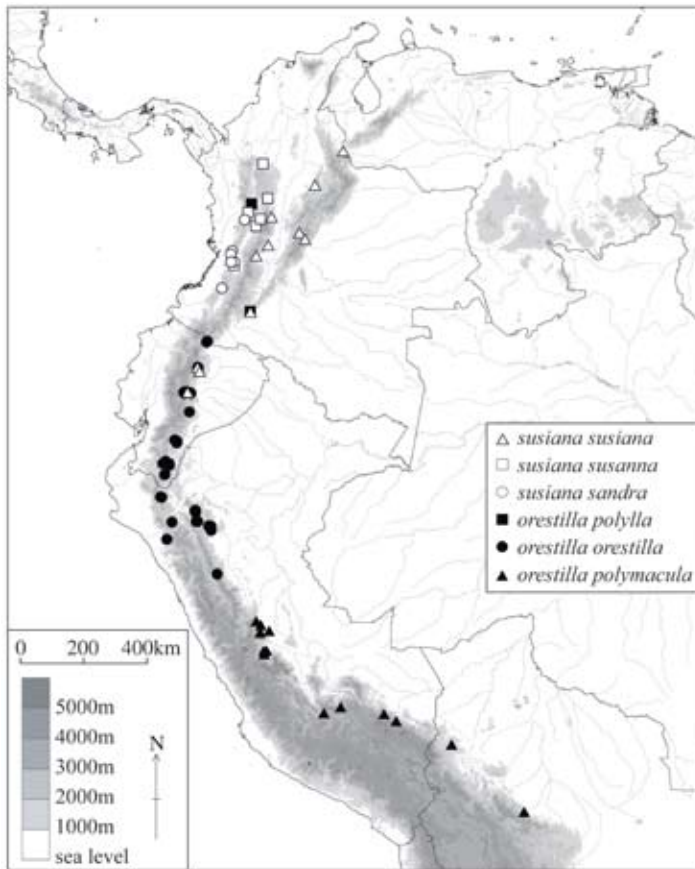 susiana susiana
susiana susanna
susiana sandra
orestilla polylla
orestilla orestilla
orestilla polymacula
0 200 400km
5000m
4000m
3000m
2000m
1000m
sea level
N